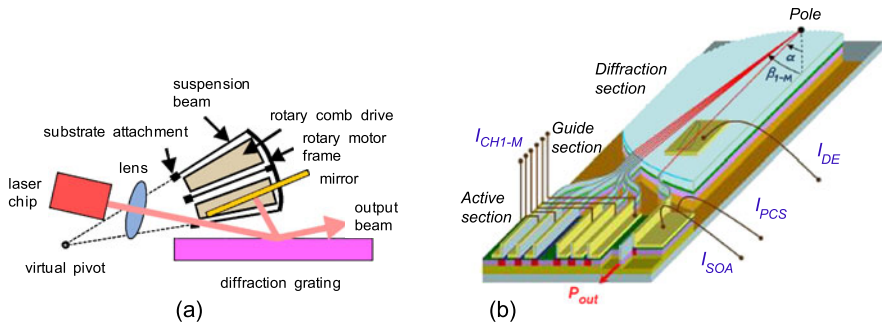 suspension
beam
rotary comb drive
substrate attachment
rotary motor
frame
lens
mirror
laser
chip
output
beam
virtual pivot
diffraction grating
(a)
Pole
α
β1-M
Diffraction
section
ICH1-M
Guide
section
IDE
Active
section
IPCS
ISOA
Pout
(b)